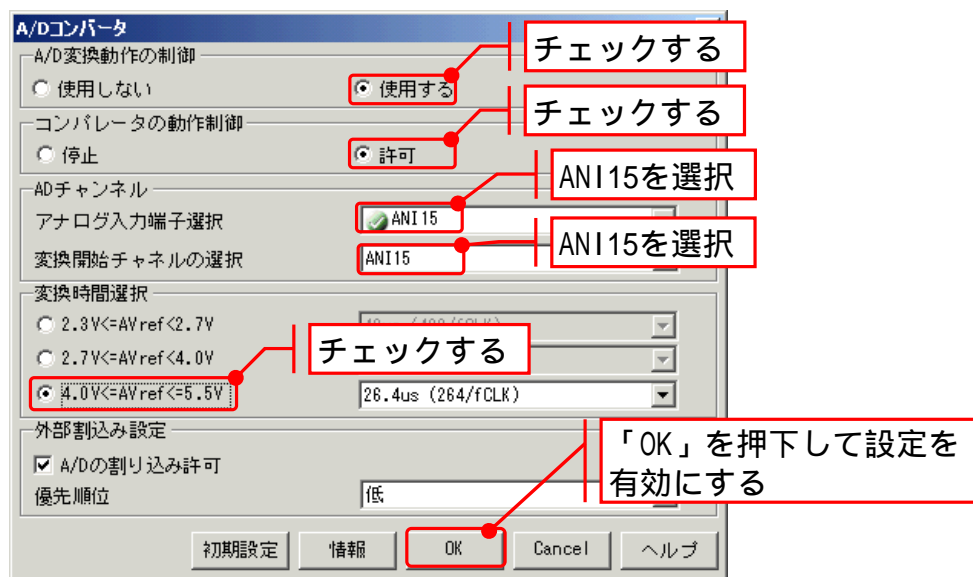 A/Dコンバータ
A/D変換動作の制御
チェックする
使用しない
使用する
コンパレータの動作制御
チェックする
停止
許可
ADチャンネル
ANI15を選択
アナログ入力端子選択
ANI15
変換開始チャネルの選択
ANI15
ANI15を選択
変換時間選択
2.3V<=AVref<2.7V
2.7V<=AVref<4.0V
チェックする
4.0V<=AVref<=5.5V
26.4us (264/fCLK)
外部割込み設定
A/Dの割り込み許可
優先順位
低
「OK」を押下して設定を
有効にする
初期設定
情報
OK
Cancel
ヘルプ